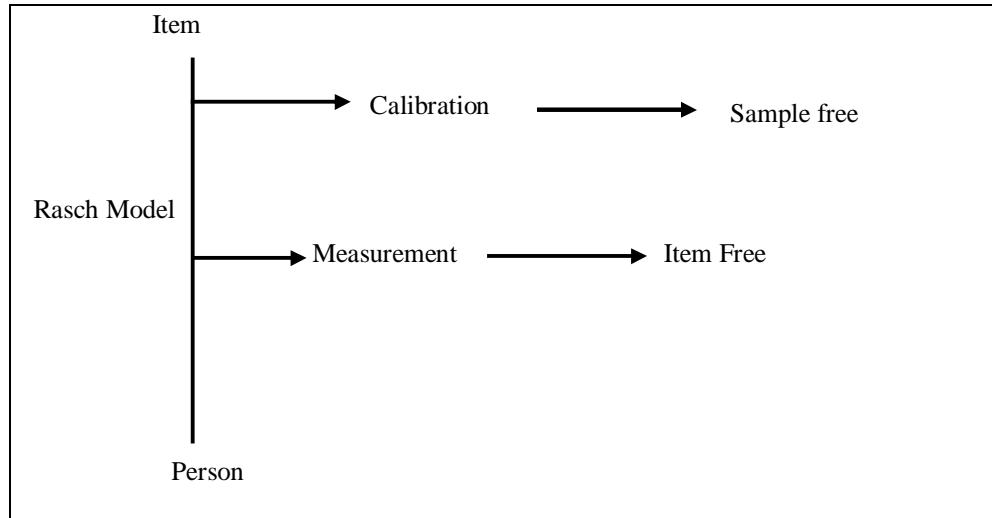 Item
Calibration
Sample free
Rasch Model
Measurement
Item Free
Person